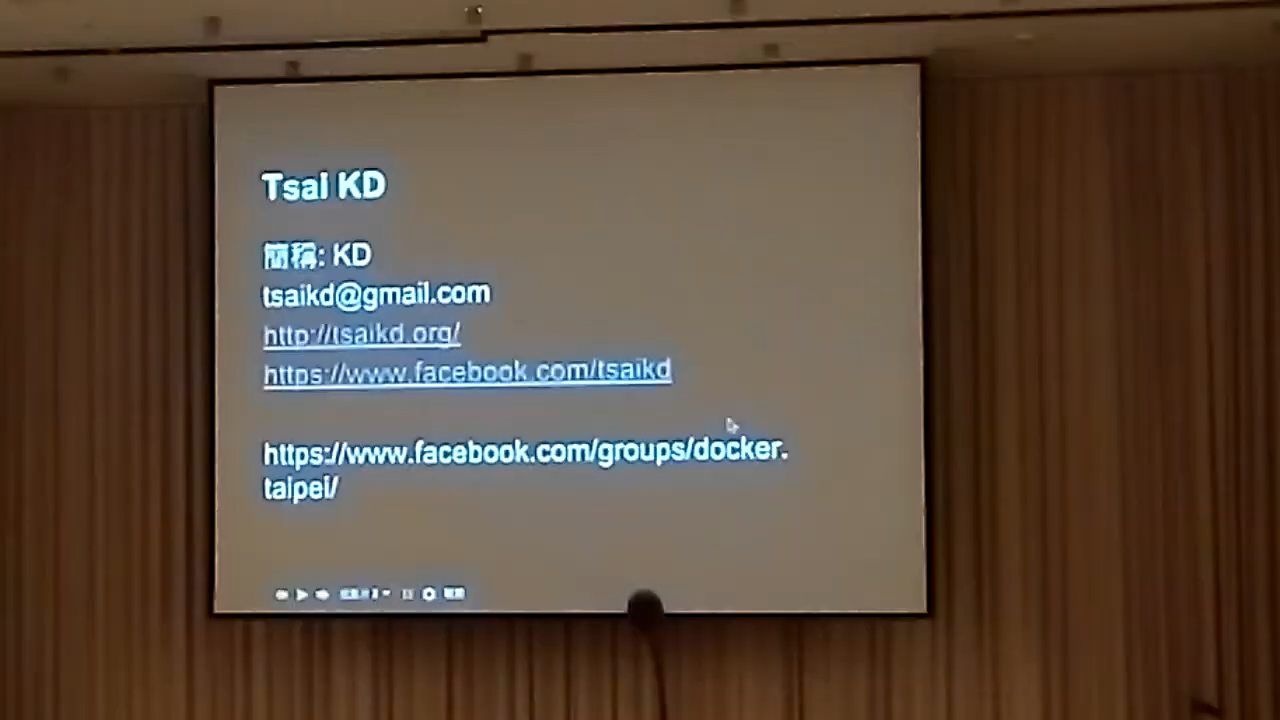 Tsai KD
簡稱: KD
tsaikd@gmail.com
http://tsaikd.org/
https://www.facebook.com/tsaikd
https://www.facebook.com/groups/docker.
taipei/